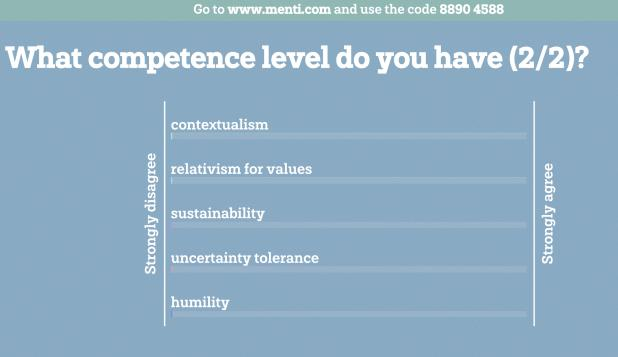 Go to www.menti.com and use the code 8890 4588
What competence level do you have (2/2)?
contextualism
relativism for values
sustainability
uncertainty tolerance
humility
Strongly disagree
Strongly agree